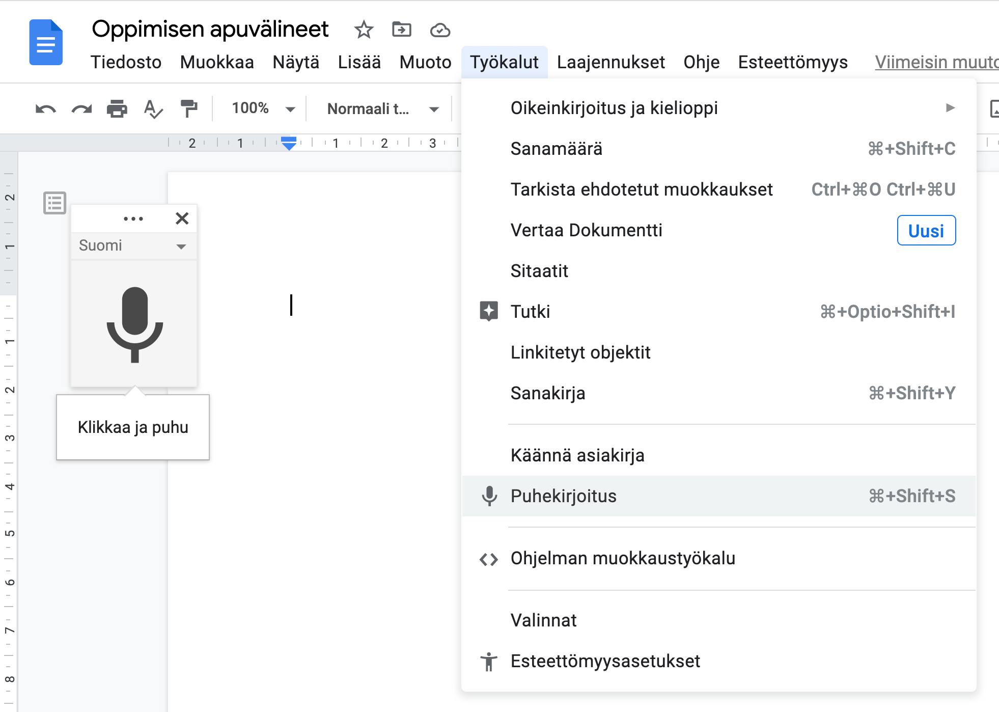 Oppimisen apuvälineet
Tiedosto Muokkaa Näytä Lisää Muoto Työkalut Laajennukset Ohje Esteettömyys Viimeisin
100% Normaali t...
2 1 1 2 3
2
1
1
2
3
4
5
6
7
8
Suomi
Klikkaa ja puhu
Oikeinkirjoitus ja kielioppi
Sanamäärä ⌘+Shift+C
Tarkista ehdotetut muokkaukset Ctrl+⌘O Ctrl+⌘U
Vertaa Dokumentti Uusi
Sitaatit
Tutki ⌘+Optio+Shift+I
Linkitetyt objektit
Sanakirja ⌘+Shift+Y
Käännä asiakirja
Puhekirjoitus ⌘+Shift+S
Ohjelman muokkaustyökalu
Valinnat
Esteettömyysasetukset